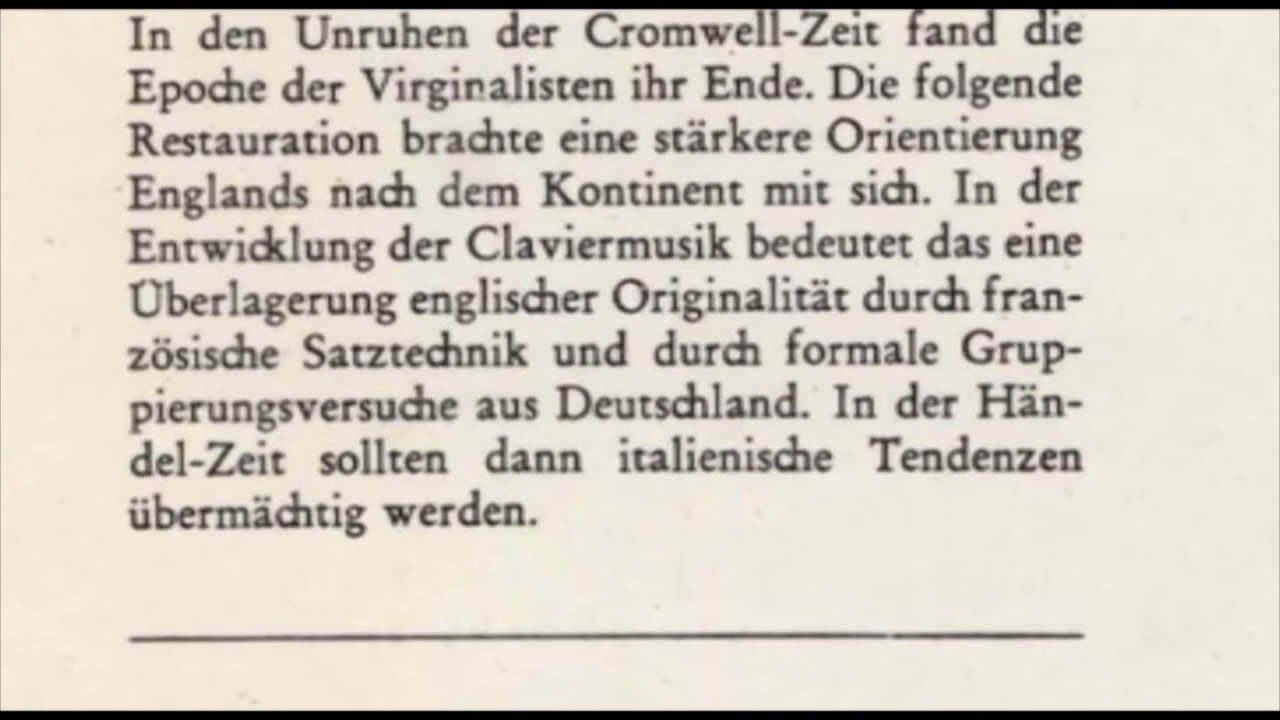 In den Unruhen der Cromwell-Zeit fand die
Epoche der Virginalisten ihr Ende. Die folgende
Restauration brachte eine stärkere Orientierung
Englands nach dem Kontinent mit sich. In der
Entwicklung der Claviermusik bedeutet das eine
Überlagerung englischer Originalität durch fran-
zösische Satztechnik und durch formale Grup-
pierungsversuche aus Deutschland. In der Hän-
del-Zeit sollten dann italienische Tendenzen
übermächtig werden.